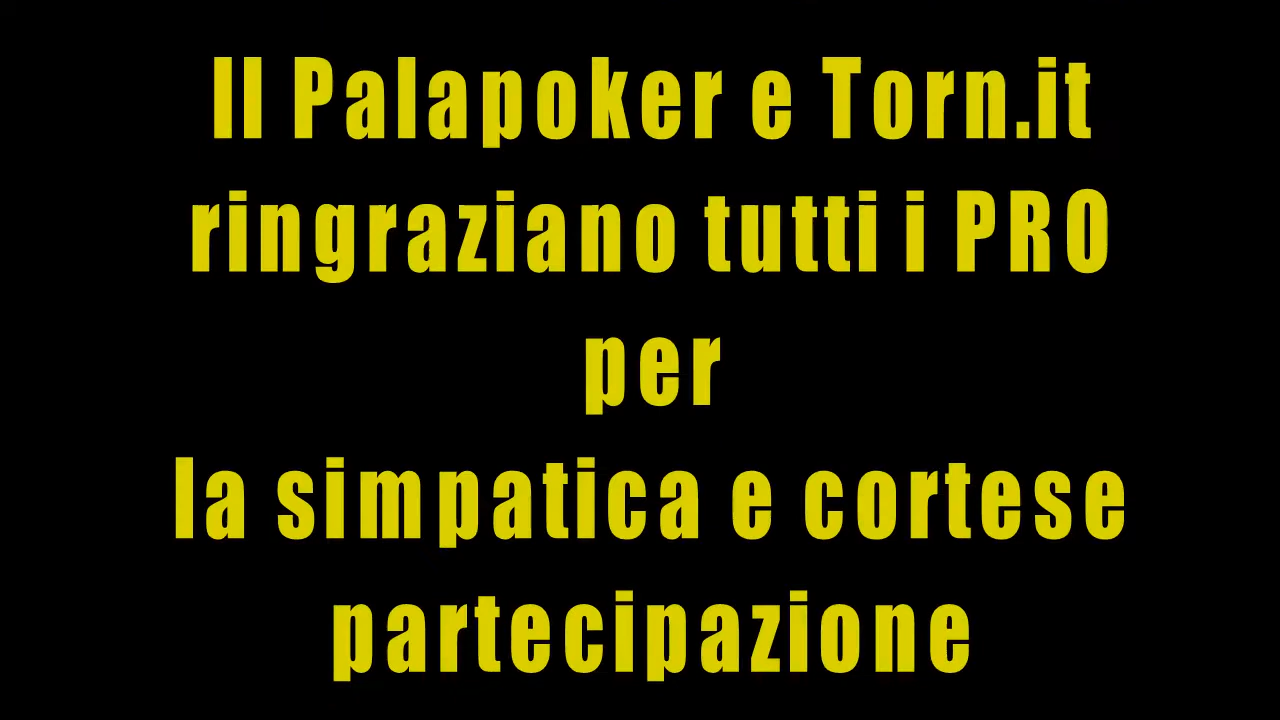 Il Palapoker e Torn.it
ringraziano tutti i PRO
per
la simpatica e cortese
partecipazione